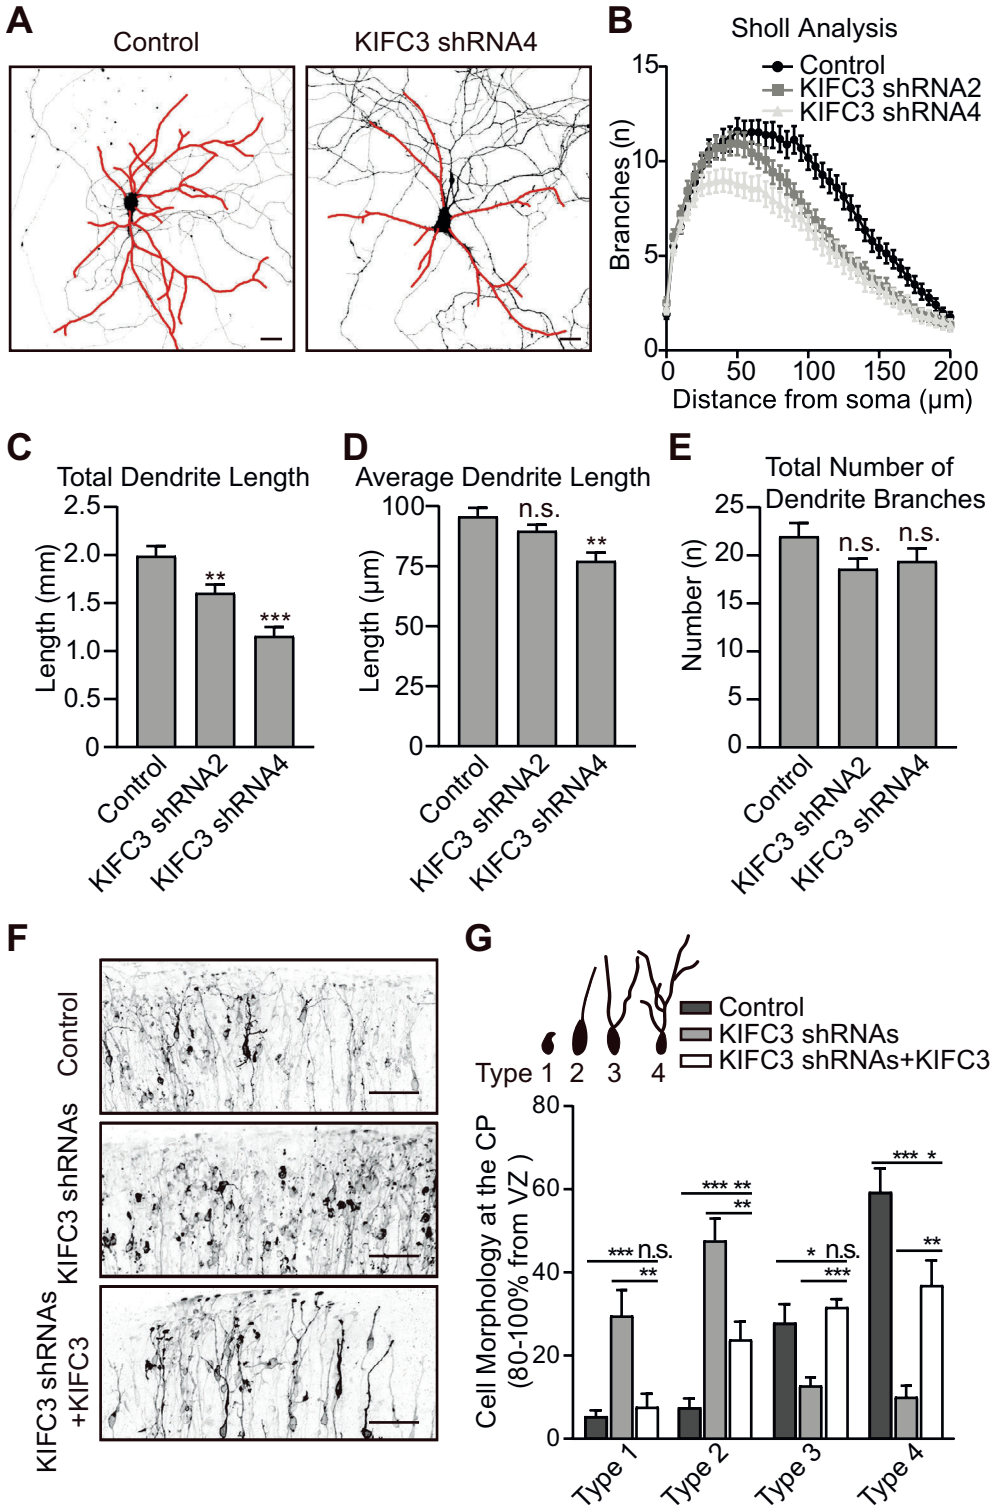 A
Control
KIFC3 shRNA4
B
Sholl Analysis
Control
KIFC3 shRNA2
KIFC3 shRNA4
Branches (n)
15
10
5
0
0 50 100 150 200
Distance from soma (µm)
C
Total Dendrite Length
Length (mm)
2.5
2.0
1.5
1.0
0.5
0
**
***
Control
KIFC3 shRNA2
KIFC3 shRNA4
D
Average Dendrite Length
Length (µm)
100
75
50
25
0
n.s.
**
Control
KIFC3 shRNA2
KIFC3 shRNA4
E
Total Number of
Dendrite Branches
Number (n)
25
20
15
10
5
0
n.s.
n.s.
Control
KIFC3 shRNA2
KIFC3 shRNA4
F
Control
KIFC3 shRNAs
KIFC3 shRNAs
+KIFC3
G
Type 1 2 3 4
Control
KIFC3 shRNAs
KIFC3 shRNAs+KIFC3
Cell Morphology at the CP
(80-100% from VZ )
80
60
40
20
0
*** n.s.
**
*** **
**
* n.s.
***
*** *
**
Type 1
Type 2
Type 3
Type 4